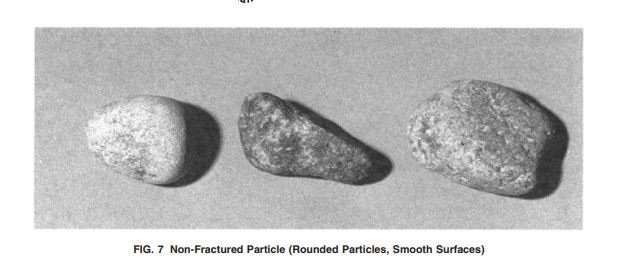 FIG. 7 Non-Fractured Particle (Rounded Particles, Smooth Surfaces)